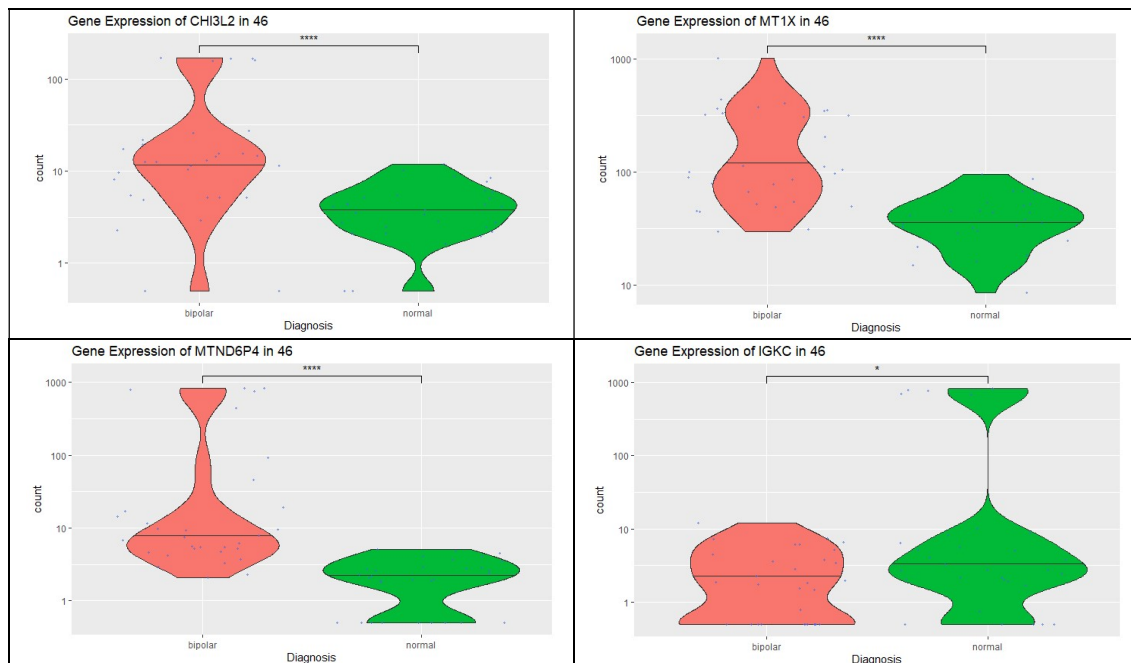 Gene Expression of CHI3L2 in 46
****
100
10
1
count
bipolar
normal
Diagnosis
Gene Expression of MT1X in 46
****
1000
100
10
count
bipolar
normal
Diagnosis
Gene Expression of MTND6P4 in 46
****
1000
100
10
1
count
bipolar
normal
Diagnosis
Gene Expression of IGKC in 46
*
1000
100
10
1
count
bipolar
normal
Diagnosis